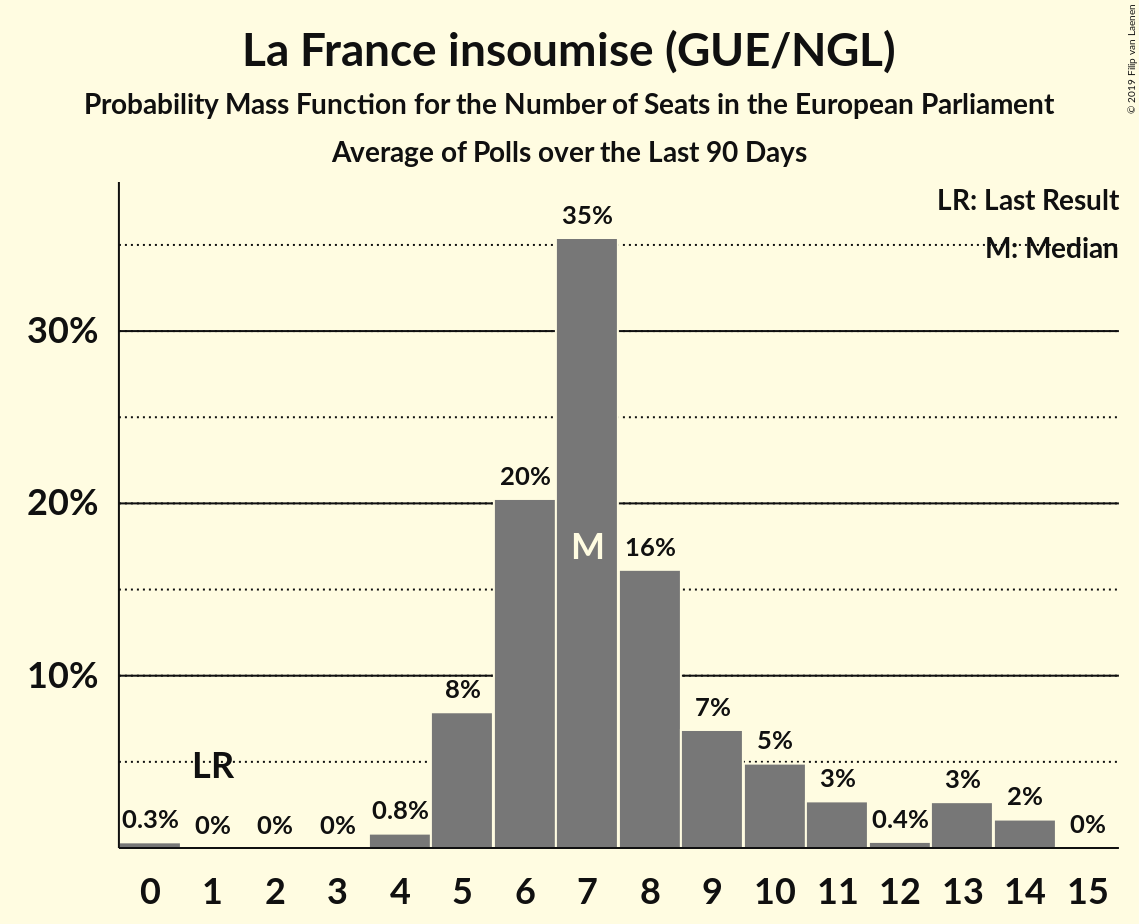 La France insoumise (GUE/NGL)
Probability Mass Function for the Number of Seats in the European Parliament
Average of Polls over the Last 90 Days
© 2019 Filip van Laenen
LR: Last Result
M: Median
35%
30%
20%
20%
M
16%
10%
8%
7%
5%
LR
3%
3%
2%
0.3%
0%
0%
0%
0.8%
0.4%
0%
0 1 2 3 4 5 6 7 8 9 10 11 12 13 14 15